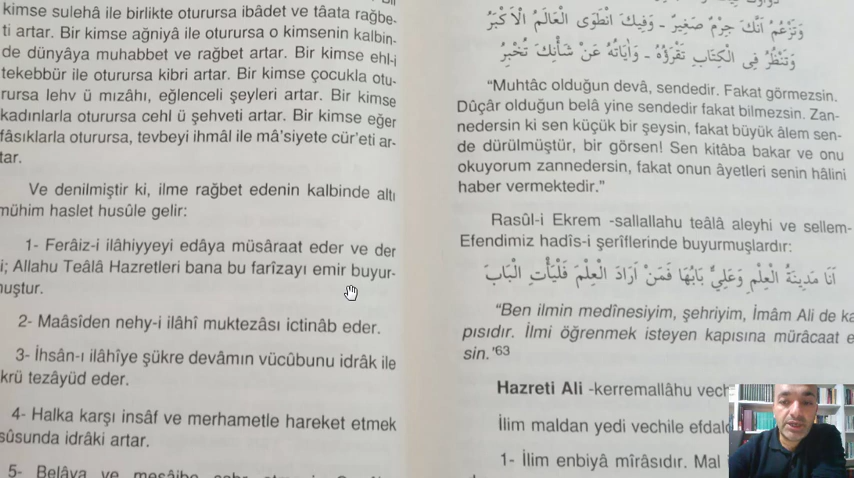 kimse sulehâ ile birlikte oturursa ibâdet ve tâata rağbe-
ti artar. Bir kimse ağniyâ ile oturursa o kimsenin kalbin-
de dünyâya muhabbet ve rağbet artar. Bir kimse ehl-i
tekebbür ile oturursa kibri artar. Bir kimse çocukla otu-
rursa lehv ü mizâhı, eğlenceli şeyleri artar. Bir kimse
kadınlarla oturursa cehl ü şehveti artar. Bir kimse eğer
fâsıklarla oturursa, tevbeyi ihmâl ile mâ'siyete cür'eti ar-
tar.
Ve denilmiştir ki, ilme rağbet edenin kalbinde altı
mühim haslet husûle gelir:
1- Ferâiz-i ilâhiyyeyi edâya müsâraat eder ve der
i; Allahu Teâlâ Hazretleri bana bu farîzayı emir buyur-
uştur.
2- Maâsîden nehy-i ilâhî muktezâsı ictinâb eder.
3- İhsân-ı ilâhîye şükre devâmın vücûbunu idrâk ile
krü tezâyüd eder.
4- Halka karşı insâf ve merhametle hareket etmek
sûsunda idrâki artar.
5- Belâya ve
وَتَزْعُمُ اَنَّكَ جِرْمٌ صَغِيرٌ ـ وَفِيكَ انْطَوَى الْعَالَمُ الْاَكْبَرُ
وَتَنْظُرُ فِى الْكِتَابِ تَقْرَؤُهُ ـ وَاٰيَاتُهُ عَنْ شَأْنِكَ تُخْبِرُ
“Muhtâc olduğun devâ, sendedir. Fakat görmezsin.
Dûçâr olduğun belâ yine sendedir fakat bilmezsin. Zan-
nedersin ki sen küçük bir şeysin, fakat büyük âlem sen-
de dürülmüştür, bir görsen! Sen kitâba bakar ve onu
okuyorum zannedersin, fakat onun âyetleri senin hâlini
haber vermektedir."
Rasûl-i Ekrem -sallallahu teâlâ aleyhi ve sellem-
Efendimiz hadîs-i şerîflerinde buyurmuşlardır:
اَنَا مَدِينَةُ الْعِلْمِ وَعَلِيٌّ بَابُهَا فَمَنْ اَرَادَ الْعِلْمَ فَلْيَأْتِ الْبَابَ
“Ben ilmin medînesiyim, şehriyim, İmâm Ali de ka
pısıdır. İlmi öğrenmek isteyen kapısına mürâcaat e
sin.'63
Hazreti Ali -kerremallâhu vech
İlim maldan yedi vechile efdal
1- İlim enbiyâ mîrâsıdır. Mal